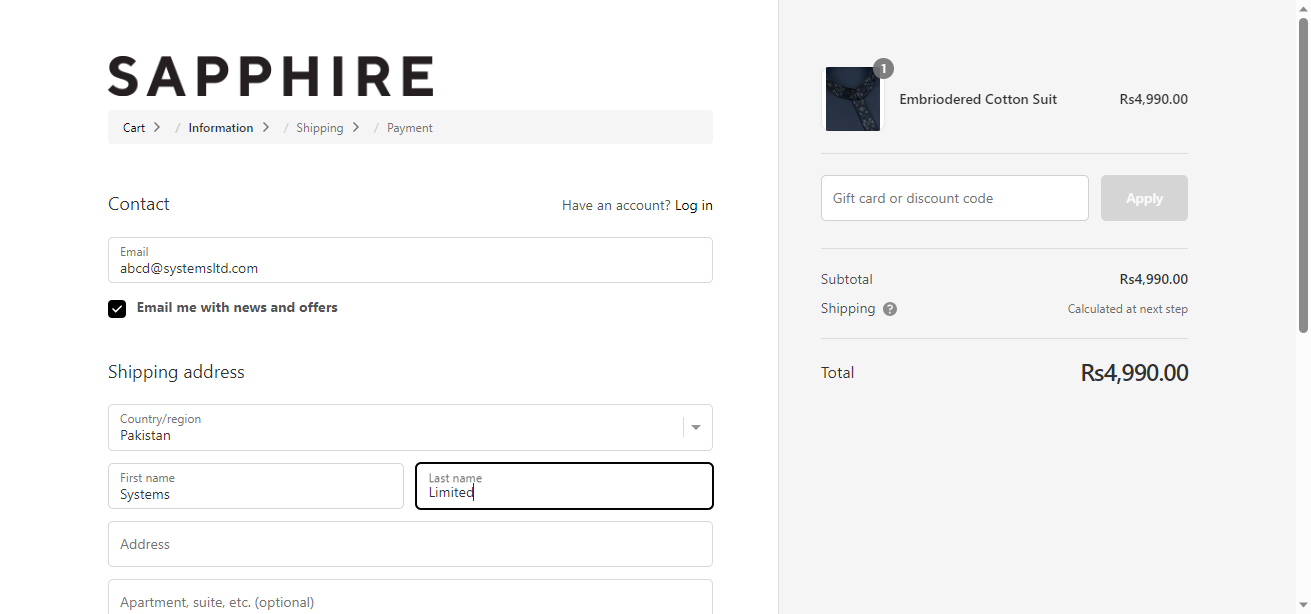 SAPPHIRE
Cart > / Information > / Shipping > / Payment
Contact
Have an account? Log in
Email
abcd@systemsltd.com
Email me with news and offers
Shipping address
Country/region
Pakistan
First name
Systems
Last name
Limited
Address
Apartment, suite, etc. (optional)
1
Embriodered Cotton Suit Rs4,990.00
Gift card or discount code
Apply
Subtotal Rs4,990.00
Shipping ? Calculated at next step
Total Rs4,990.00